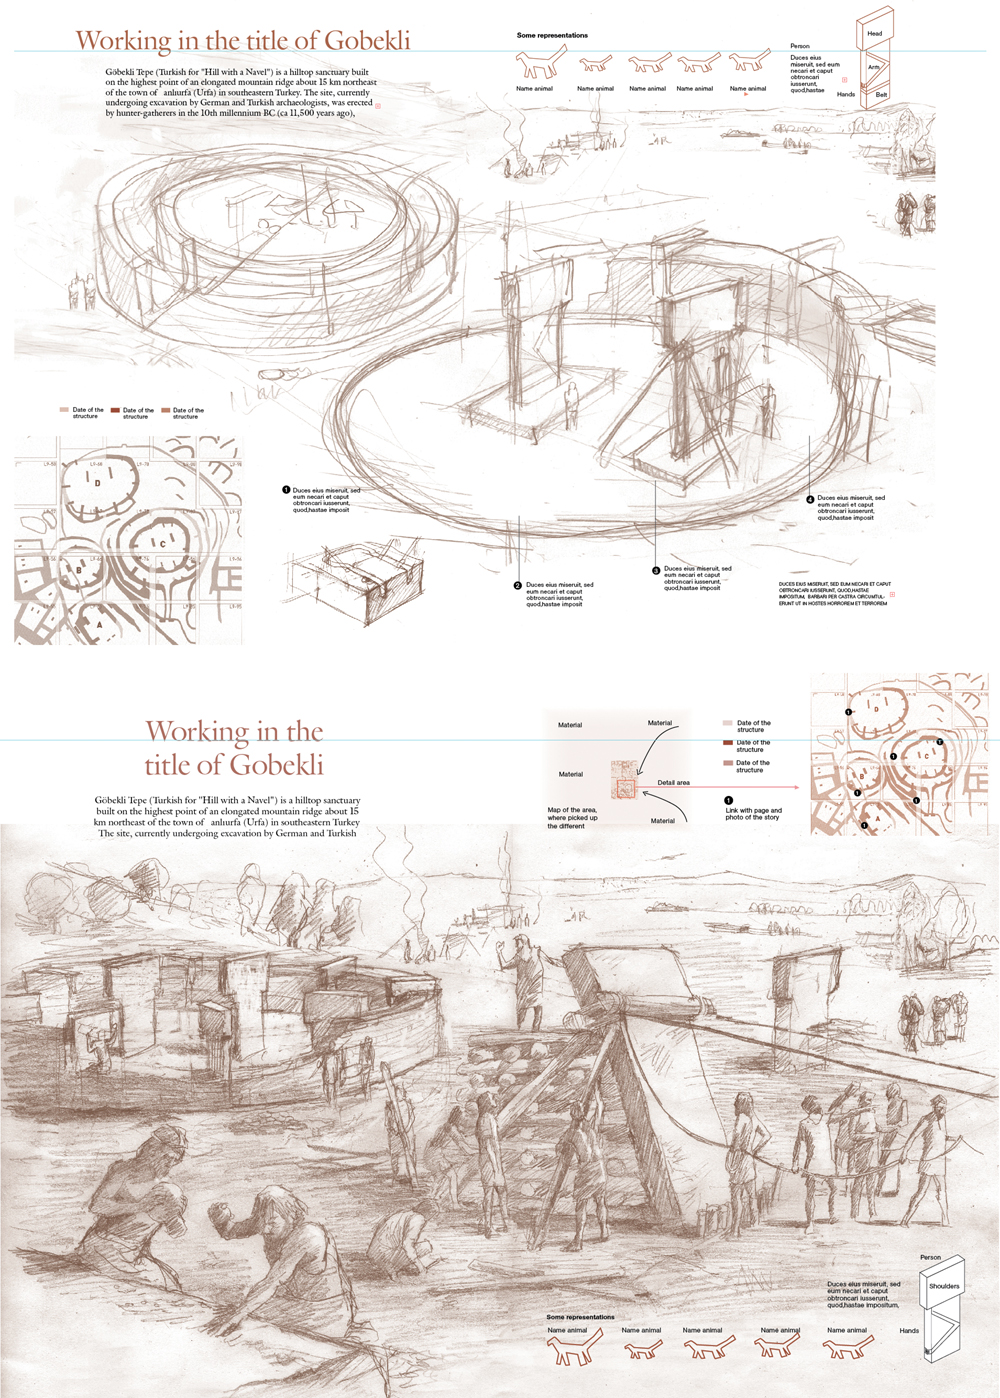 Working in the title of Gobekli
Göbekli Tepe (Turkish for "Hill with a Navel") is a hilltop sanctuary built
on the highest point of an elongated mountain ridge about 15 km northeast
of the town of anlıurfa (Urfa) in southeastern Turkey. The site, currently
undergoing excavation by German and Turkish archaeologists, was erected
by hunter-gatherers in the 10th millennium BC (ca 11,500 years ago),
Some representations
Name animal
Name animal
Name animal
Name animal
Name animal
Person
Duces eius
miseruit, sed eum
necari et caput
obtroncari
iusserunt,
quod,hastae
Head
Arms
Hands
Belt
Date of the
structure
Date of the
structure
Date of the
structure
D
C
B
A
1 Duces eius miseruit, sed
eum necari et caput
obtroncari iusserunt,
quod,hastae imposit
2 Duces eius miseruit, sed
eum necari et caput
obtroncari iusserunt,
quod,hastae imposit
3 Duces eius miseruit, sed
eum necari et caput
obtroncari iusserunt,
quod,hastae imposit
4 Duces eius miseruit, sed
eum necari et caput
obtroncari iusserunt,
quod,hastae imposit
DUCES EIUS MISERUIT, SED EUM NECARI ET CAPUT
OBTRONCARI IUSSERUNT, QUOD,HASTAE
IMPOSITUM, BARBARI PER CASTRA CIRCUMTUL-
ERUNT UT IN HOSTES HORROREM ET TERROREM
Working in the
title of Gobekli
Göbekli Tepe (Turkish for "Hill with a Navel") is a hilltop sanctuary
built on the highest point of an elongated mountain ridge about 15
km northeast of the town of anlıurfa (Urfa) in southeastern Turkey
The site, currently undergoing excavation by German and Turkish
Material
Material
Material
Detail area
Map of the area,
where picked up
the different
Material
Date of the
structure
Date of the
structure
Date of the
structure
1
Link with page and
photo of the story
D
C
B
A
1
1
1
1
1
1
Person
Shoulders
Hands
Duces eius miseruit, sed
eum necari et caput
obtroncari iusserunt,
quod,hastae impositum,
Some representations
Name animal
Name animal
Name animal
Name animal
Name animal